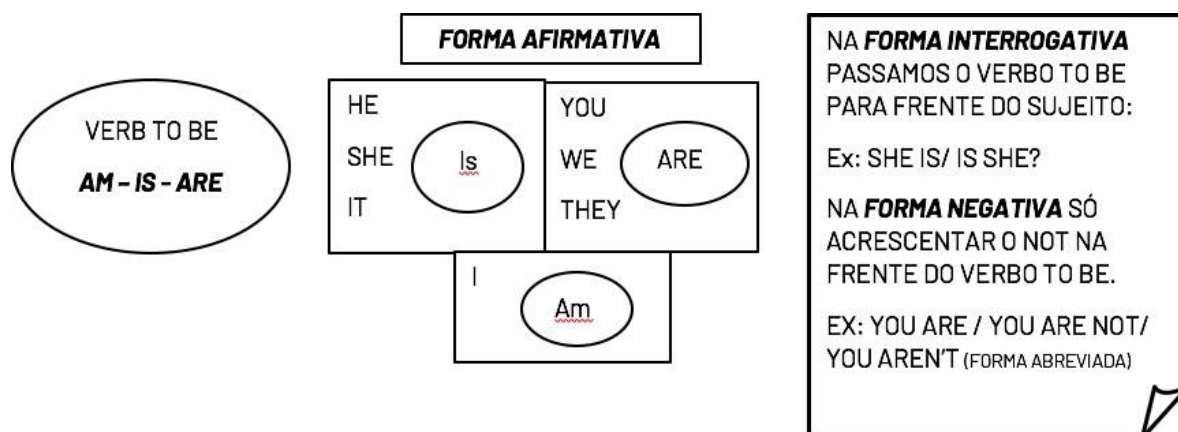 VERB TO BE
AM – IS - ARE
FORMA AFIRMATIVA
HE
SHE
IT
Is
YOU
WE
THEY
ARE
I
Am
NA FORMA INTERROGATIVA
PASSAMOS O VERBO TO BE
PARA FRENTE DO SUJEITO:
Ex: SHE IS/ IS SHE?
NA FORMA NEGATIVA SÓ
ACRESCENTAR O NOT NA
FRENTE DO VERBO TO BE.
EX: YOU ARE / YOU ARE NOT/
YOU AREN'T (FORMA ABREVIADA)